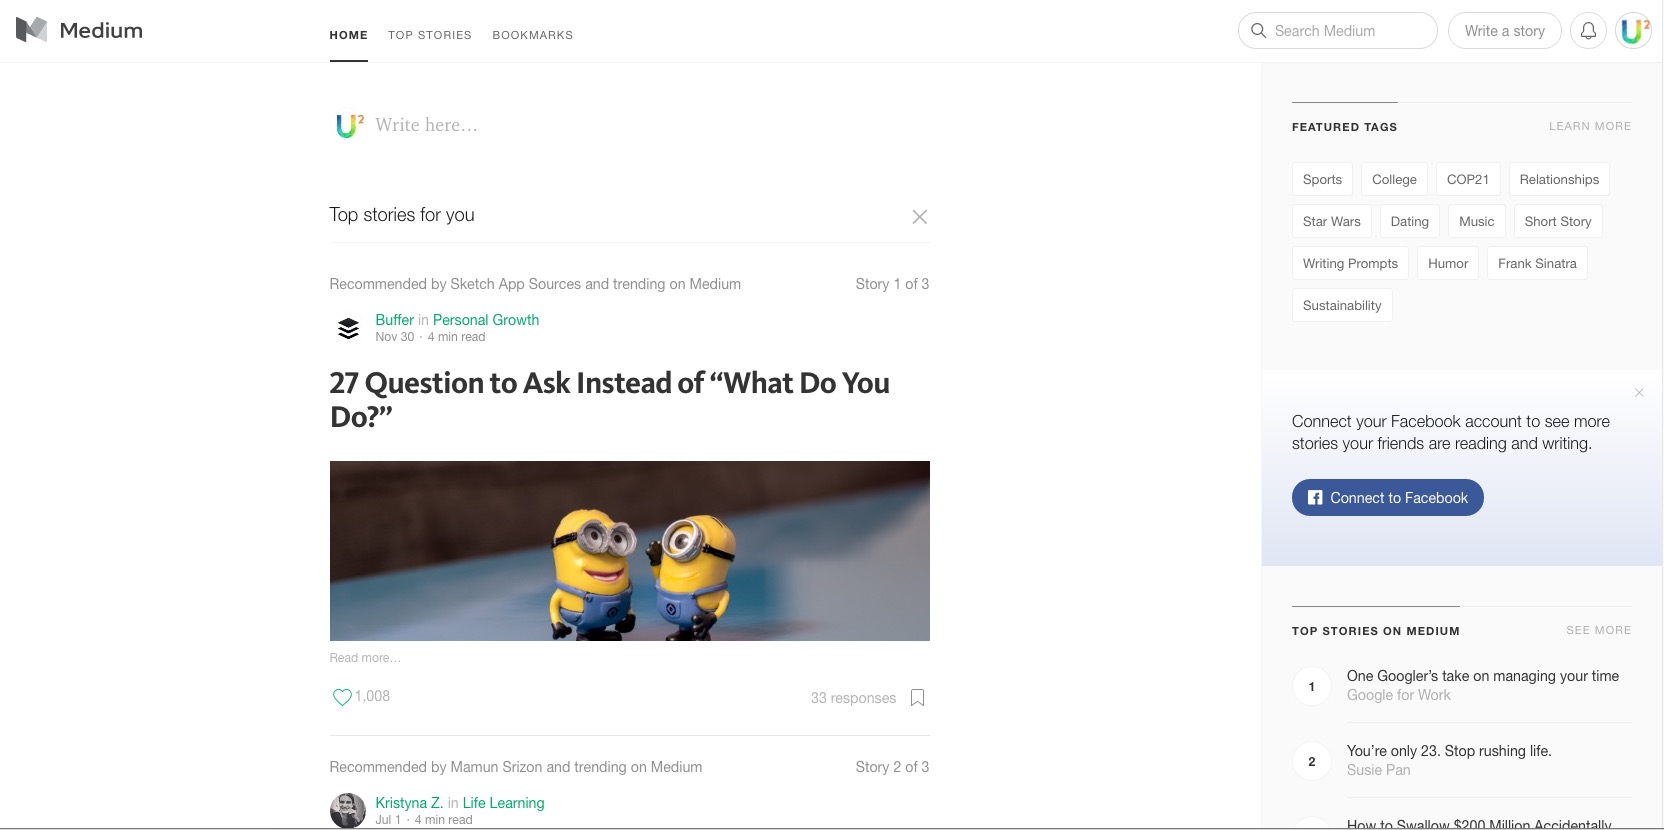 Medium
HOME TOP STORIES BOOKMARKS
Search Medium
Write a story
U2
U2 Write here...
Top stories for you
Recommended by Sketch App Sources and trending on Medium Story 1 of 3
Buffer in Personal Growth
Nov 30 · 4 min read
27 Question to Ask Instead of “What Do You
Do?”
Read more...
1,008 33 responses
Recommended by Mamun Srizon and trending on Medium Story 2 of 3
Kristyna Z. in Life Learning
Jul 1 · 4 min read
FEATURED TAGS LEARN MORE
Sports College COP21 Relationships
Star Wars Dating Music Short Story
Writing Prompts Humor Frank Sinatra
Sustainability
Connect your Facebook account to see more
stories your friends are reading and writing.
Connect to Facebook
TOP STORIES ON MEDIUM SEE MORE
1 One Googler’s take on managing your time
Google for Work
2 You’re only 23. Stop rushing life.
Susie Pan
How to Swallow $200 Million Accidentally